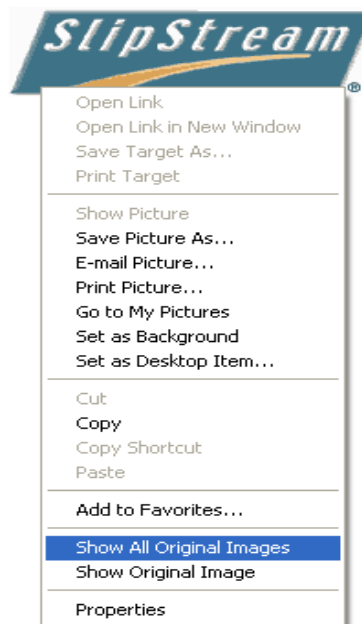 SlipStream
®
Open Link
Open Link in New Window
Save Target As...
Print Target
Show Picture
Save Picture As...
E-mail Picture...
Print Picture...
Go to My Pictures
Set as Background
Set as Desktop Item...
Cut
Copy
Copy Shortcut
Paste
Add to Favorites...
Show All Original Images
Show Original Image
Properties